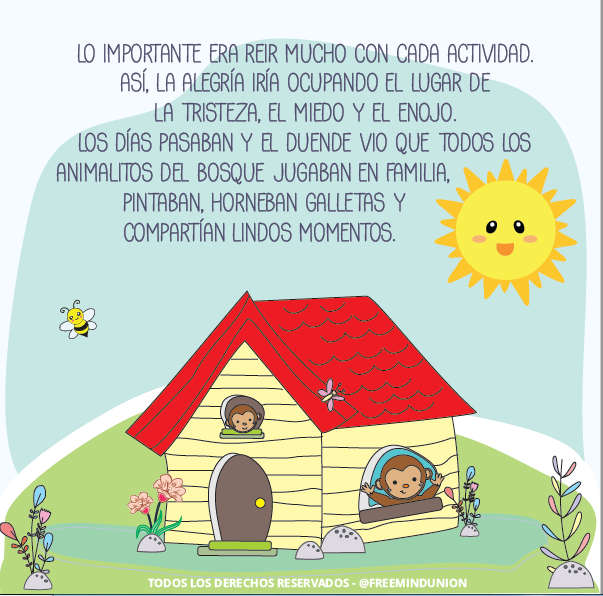 LO IMPORTANTE ERA REIR MUCHO CON CADA ACTIVIDAD.
ASÍ, LA ALEGRÍA IRÍA OCUPANDO EL LUGAR DE
LA TRISTEZA, EL MIEDO Y EL ENOJO.
LOS DÍAS PASABAN Y EL DUENDE VIO QUE TODOS LOS
ANIMALITOS DEL BOSQUE JUGABAN EN FAMILIA,
PINTABAN, HORNEBAN GALLETAS Y
COMPARTÍAN LINDOS MOMENTOS.
TODOS LOS DERECHOS RESERVADOS - @FREEMINDUNION